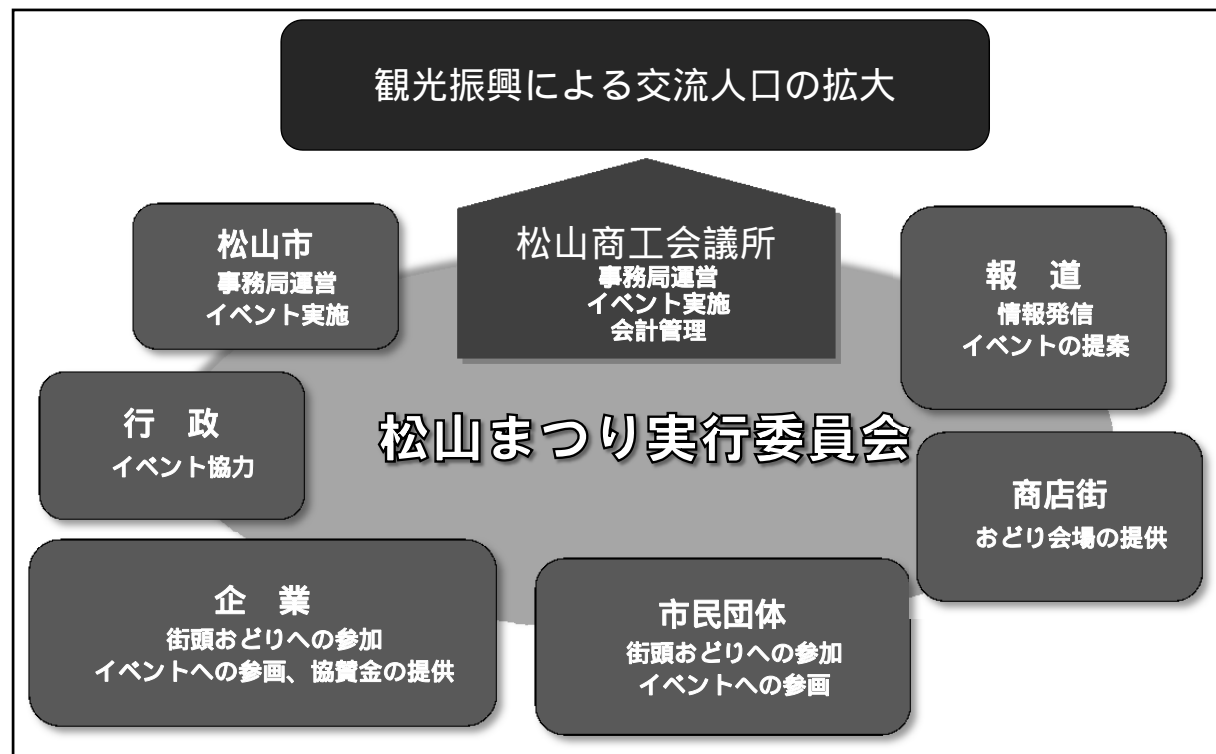 観光振興による交流人口の拡大
松山商工会議所
事務局運営
イベント実施
会計管理
松山市
事務局運営
イベント実施
報　道
情報発信
イベントの提案
行　政
イベント協力
松山まつり実行委員会
商店街
おどり会場の提供
企　業
街頭おどりへの参加
イベントへの参画、協賛金の提供
市民団体
街頭おどりへの参加
イベントへの参画